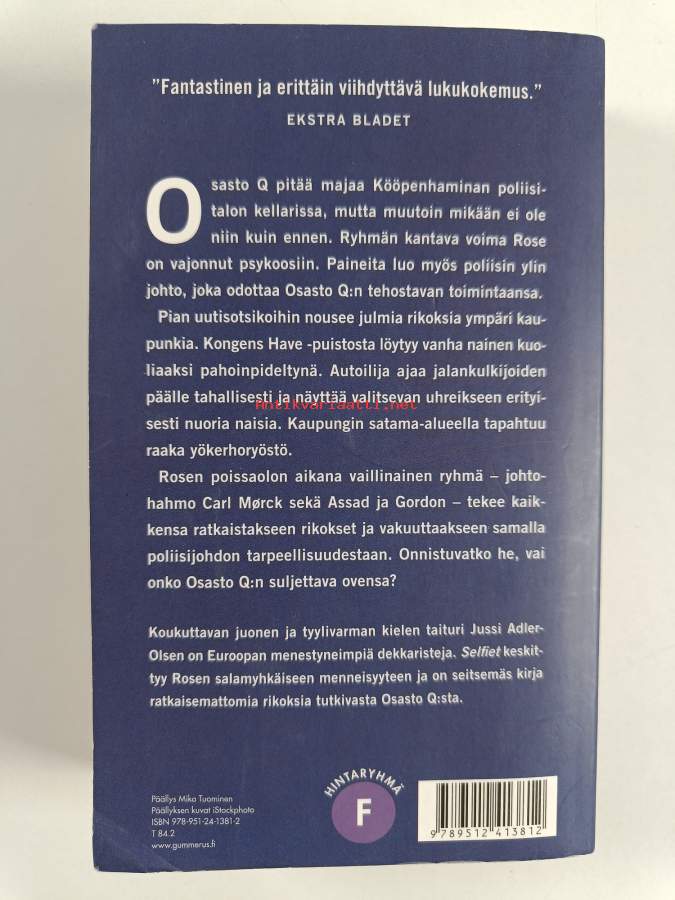 ”Fantastinen ja erittäin viihdyttävä lukukokemus.”
EKSTRA BLADET
Osasto Q pitää majaa Kööpenhaminan poliisi-
talon kellarissa, mutta muutoin mikään ei ole
niin kuin ennen. Ryhmän kantava voima Rose
on vajonnut psykoosiin. Paineita luo myös poliisin ylin
johto, joka odottaa Osasto Q:n tehostavan toimintaansa.
Pian uutisotsikoihin nousee julmia rikoksia ympäri kau-
punkia. Kongens Have -puistosta löytyy vanha nainen kuo-
liaaksi pahoinpideltynä. Autoilija ajaa jalankulkijoiden
päälle tahallisesti ja näyttää valitsevan uhreikseen erityi-
Antikvariaatti.net
sesti nuoria naisia. Kaupungin satama-alueella tapahtuu
raaka yökerhoryöstö.
Rosen poissaolon aikana vaillinainen ryhmä – johto-
hahmo Carl Mørck sekä Assad ja Gordon – tekee kaik-
kensa ratkaistakseen rikokset ja vakuuttaakseen samalla
poliisijohdon tarpeellisuudestaan. Onnistuvatko he, vai
onko Osasto Q:n suljettava ovensa?
Koukuttavan juonen ja tyylivarman kielen taituri Jussi Adler-
Olsen on Euroopan menestyneimpiä dekkaristeja. Selfiet keskit-
tyy Rosen salamyhkäiseen menneisyyteen ja on seitsemäs kirja
ratkaisemattomia rikoksia tutkivasta Osasto Q:sta.
Päällys Mika Tuominen
Päällyksen kuvat iStockphoto
ISBN 978-951-24-1381-2
T 84.2
www.gummerus.fi
HINTARYHMÄ
F
9 789512 413812